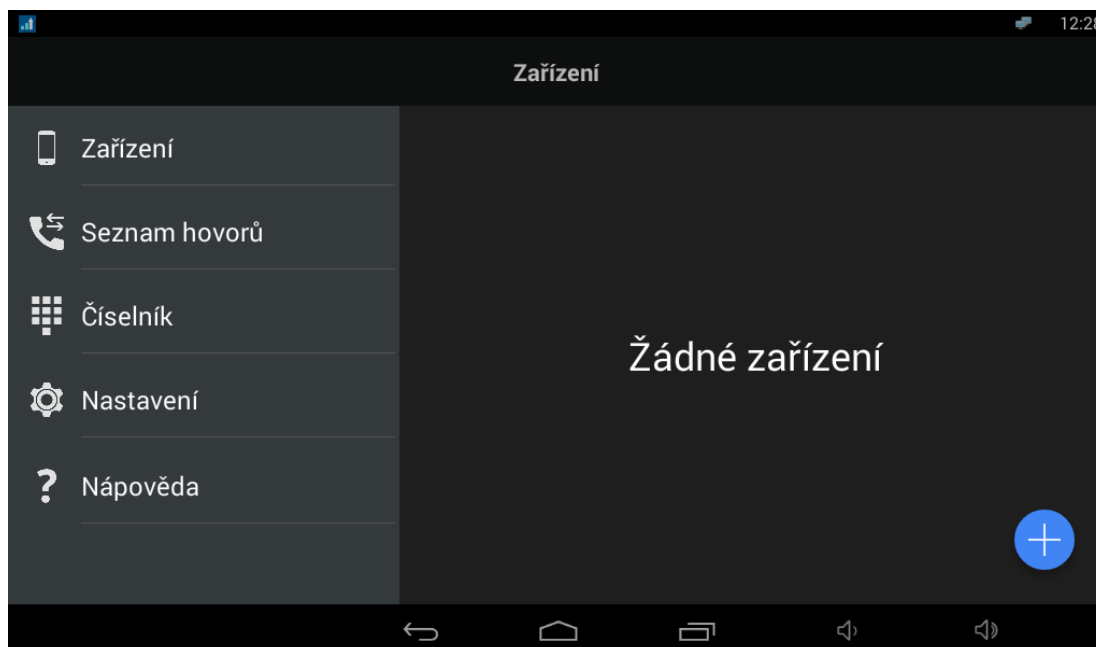 12:28
Zařízení
Zařízení
Seznam hovorů
Číselník
Nastavení
Nápověda
Žádné zařízení